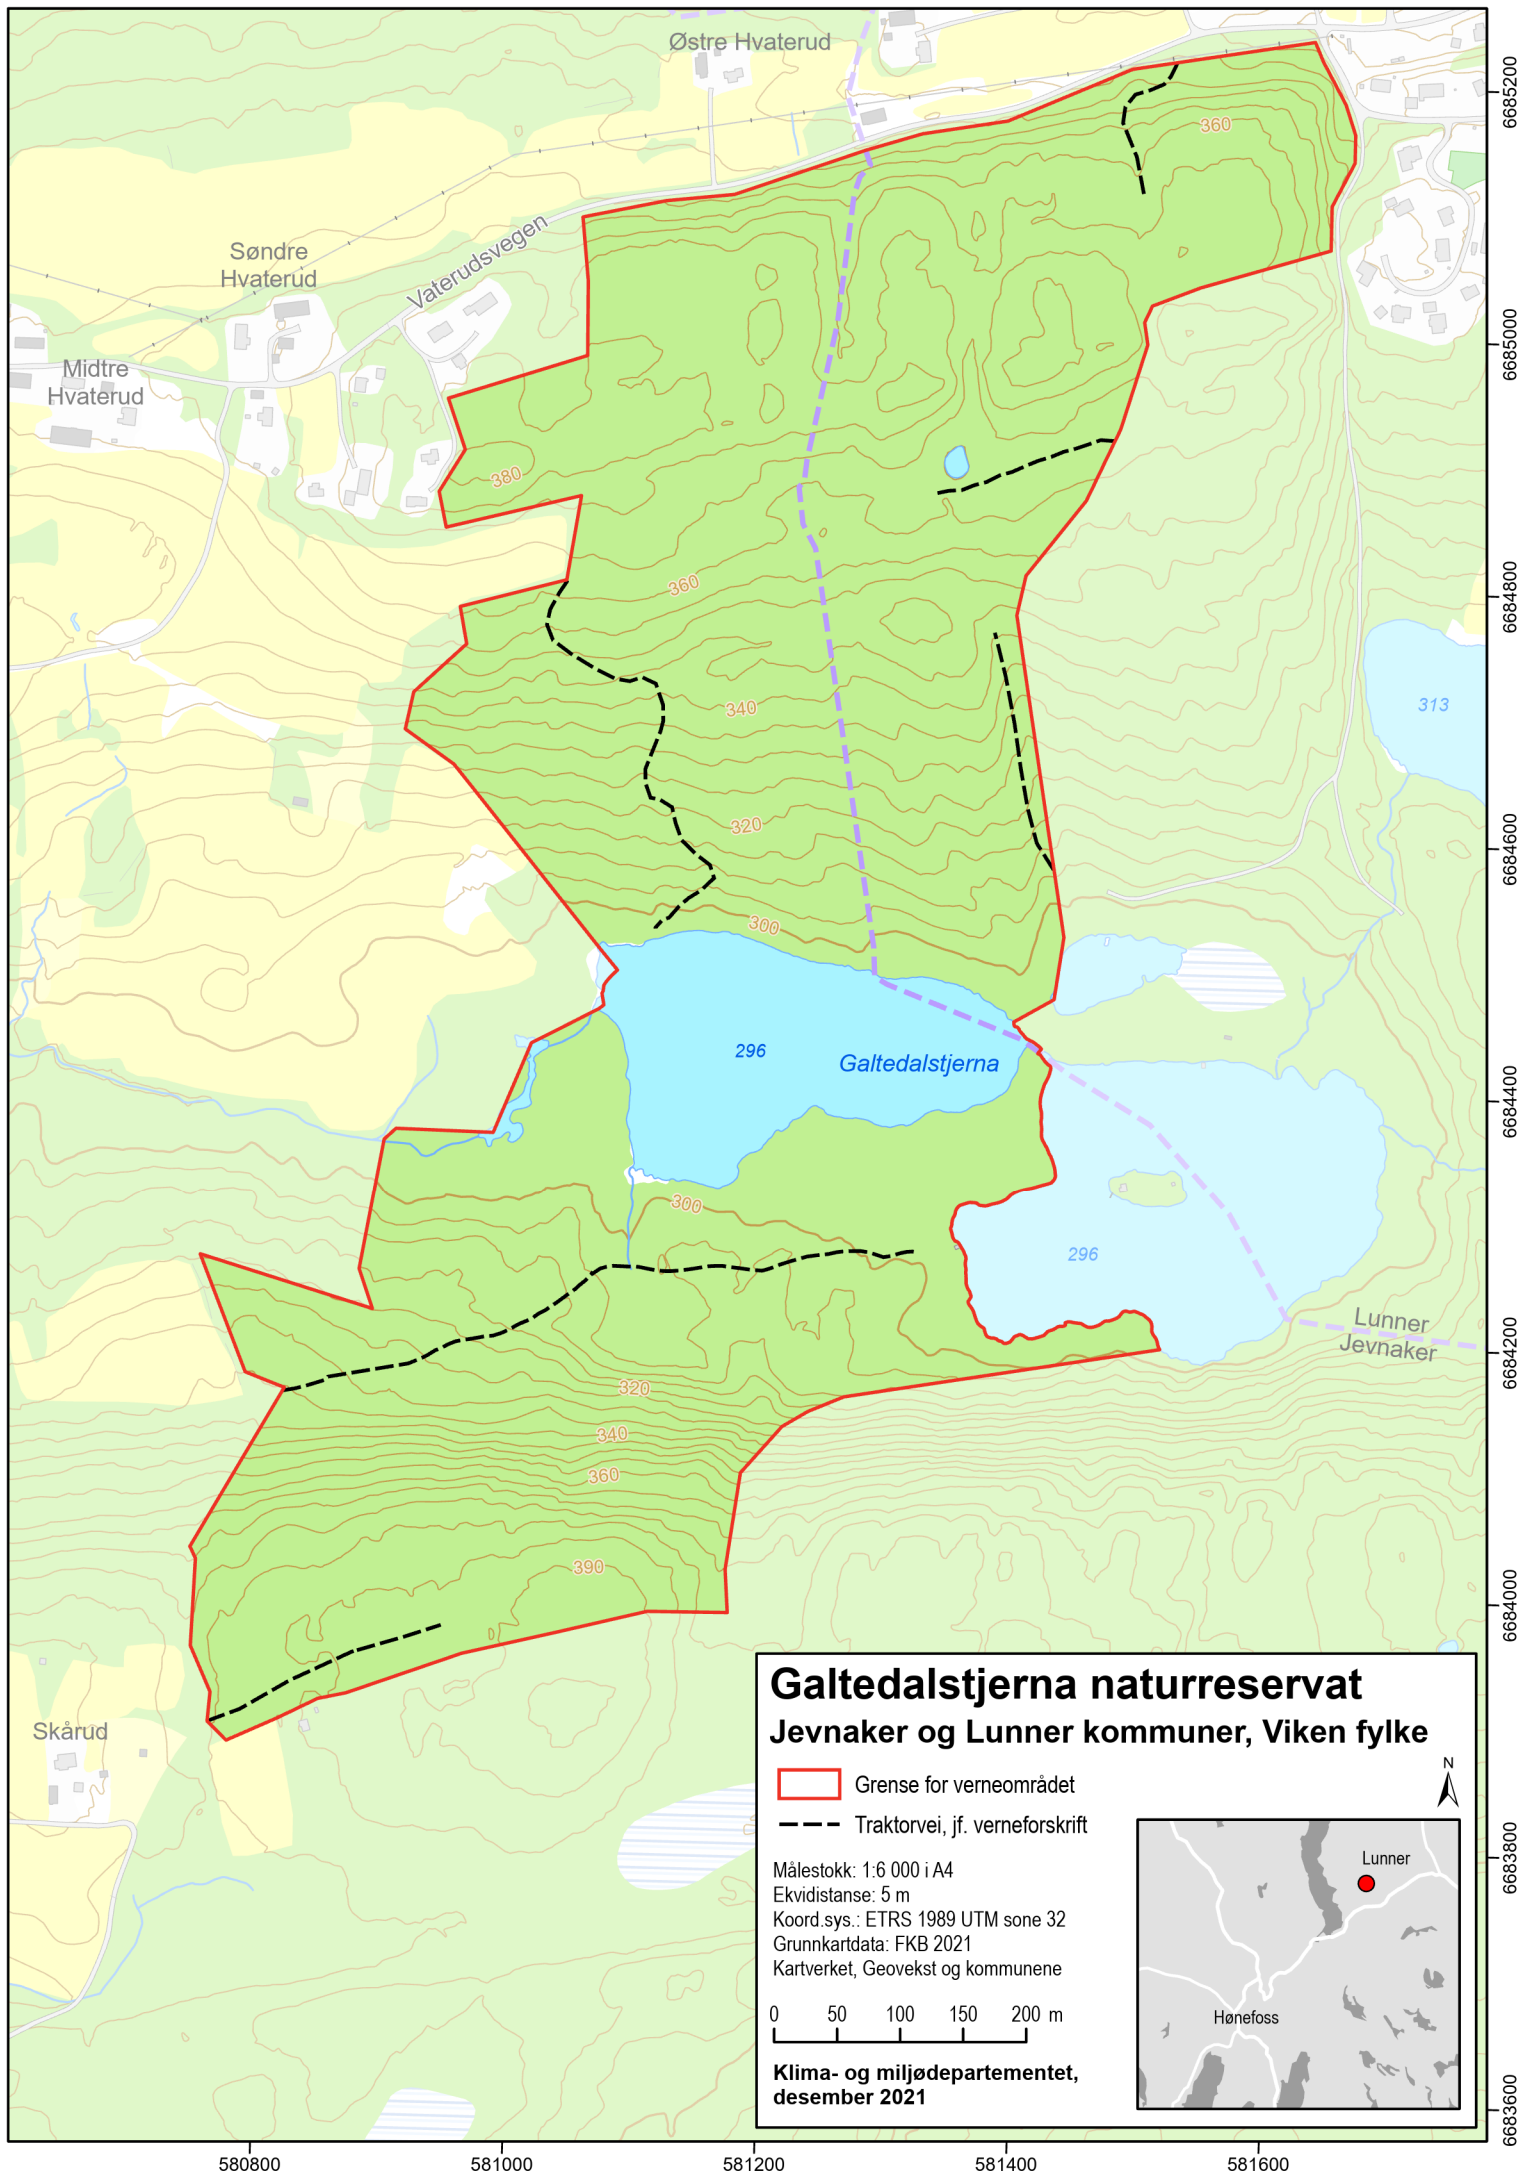 Østre Hvaterud
6685200
360
Vaterudsvegen
Søndre
Hvaterud
Midtre
Hvaterud
6685000
380
360
6684800
340
313
320
6684600
300
296
Galtedalstjerna
6684400
300
296
Lunner
Jevnaker
6684200
320
340
360
390
6684000
Skårud
Galtedalstjerna naturreservat
Jevnaker og Lunner kommuner, Viken fylke
Grense for verneområdet
N
Traktorvei, jf. verneforskrift
Målestokk: 1:6 000 i A4
Ekvidistanse: 5 m
Koord.sys.: ETRS 1989 UTM sone 32
Grunnkartdata: FKB 2021
Kartverket, Geovekst og kommunene
0 50 100 150 200 m
Klima- og miljødepartementet,
desember 2021
Lunner
Hønefoss
6683800
6683600
580800 581000 581200 581400 581600